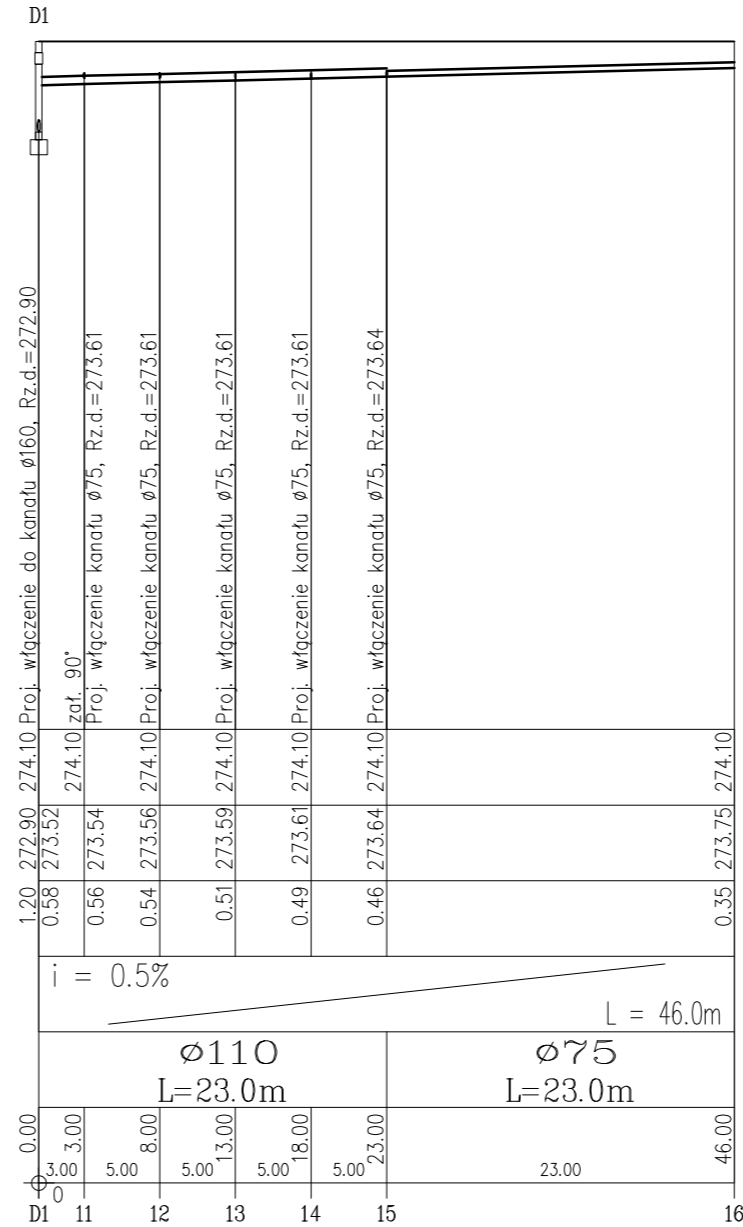 D1
Proj. włączenie do kanału ø160, Rz.d.=272.90
zał. 90°
Proj. włączenie kanału ø75, Rz.d.=273.61
Proj. włączenie kanału ø75, Rz.d.=273.61
Proj. włączenie kanału ø75, Rz.d.=273.61
Proj. włączenie kanału ø75, Rz.d.=273.61
Proj. włączenie kanału ø75, Rz.d.=273.64
274.10 274.10 274.10 274.10 274.10 274.10 274.10
272.90 273.52 273.54 273.56 273.59 273.61 273.64 273.75
1.20 0.58 0.56 0.54 0.51 0.49 0.46 0.35
i = 0.5%
L = 46.0m
ø110 ø75
L=23.0m L=23.0m
0.00 3.00 8.00 13.00 18.00 23.00 46.00
3.00 5.00 5.00 5.00 5.00 23.00
0
D1 11 12 13 14 15 16